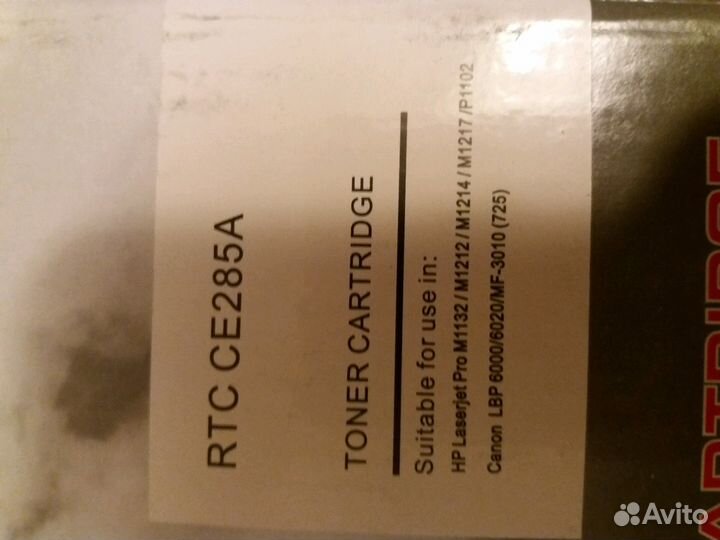 RTC CE285A
TONER CARTRIDGE
Suitable for use in:
HP Laserjet Pro M1132 / M1212 / M1214 / M1217 /P1102
Canon LBP 6000/6020/MF-3010 (725)
Avito